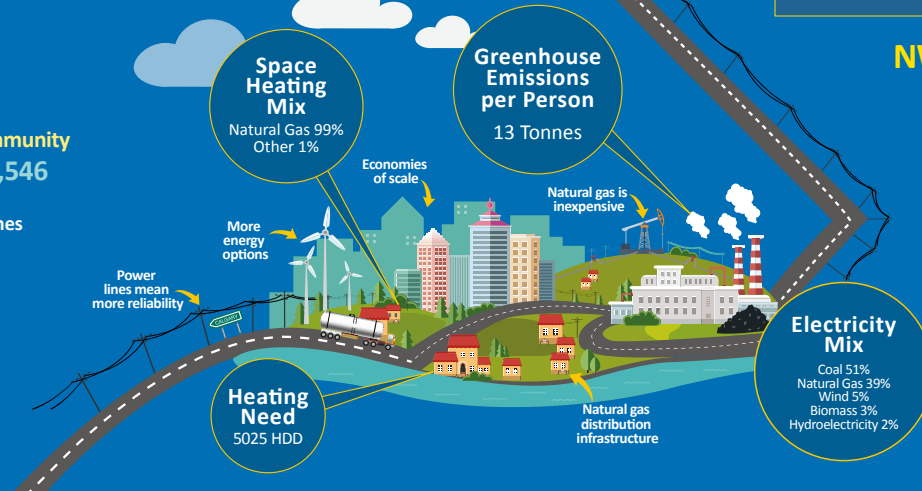 NV
Space
Heating
Mix
Natural Gas 99%
Other 1%
Greenhouse
Emissions
per Person
13 Tonnes
mmunity
,546
nes
Economies
of scale
Natural gas is
inexpensive
More
energy
options
Power
lines mean
more reliability
CALGARY
Electricity
Mix
Coal 51%
Natural Gas 39%
Wind 5%
Biomass 3%
Hydroelectricity 2%
Heating
Need
5025 HDD
Natural gas
distribution
infrastructure